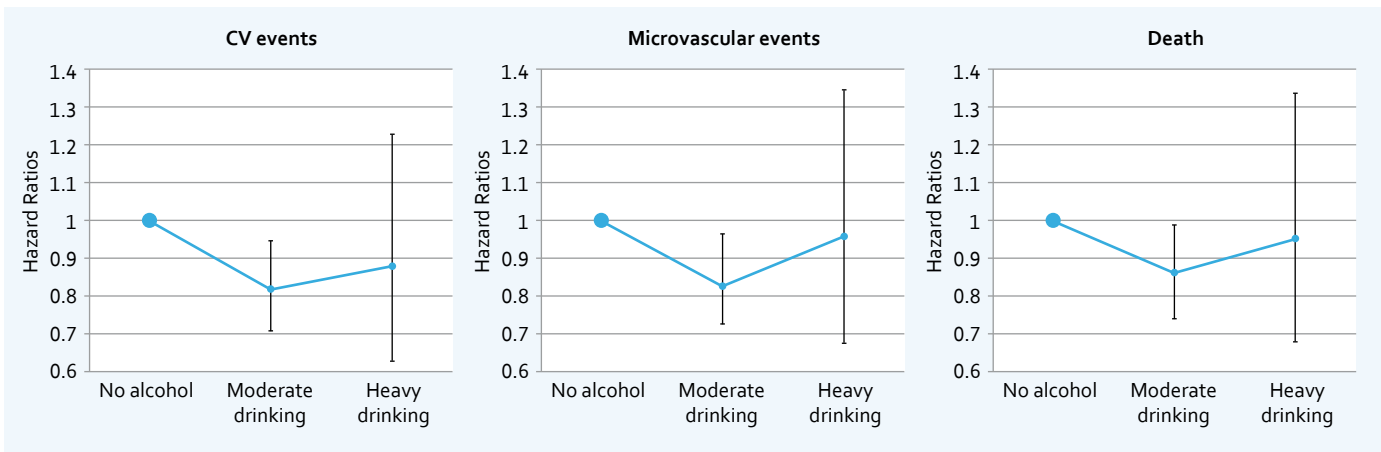 CV events
Hazard Ratios
1.4
1.3
1.2
1.1
1
0.9
0.8
0.7
0.6
No alcohol
Moderate
drinking
Heavy
drinking
Microvascular events
Hazard Ratios
1.4
1.3
1.2
1.1
1
0.9
0.8
0.7
0.6
No alcohol
Moderate
drinking
Heavy
drinking
Death
Hazard Ratios
1.4
1.3
1.2
1.1
1
0.9
0.8
0.7
0.6
No alcohol
Moderate
drinking
Heavy
drinking